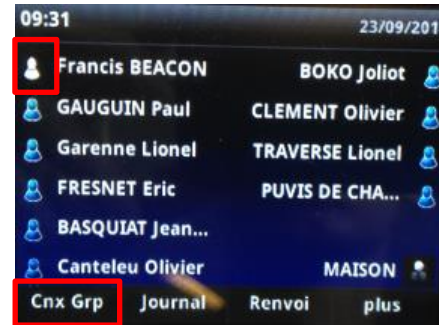 09:31 23/09/201
Francis BEACON BOKO Joliot
GAUGUIN Paul CLEMENT Olivier
Garenne Lionel TRAVERSE Lionel
FRESNET Eric PUVIS DE CHA...
BASQUIAT Jean...
Canteleu Olivier MAISON
Cnx Grp Journal Renvoi plus